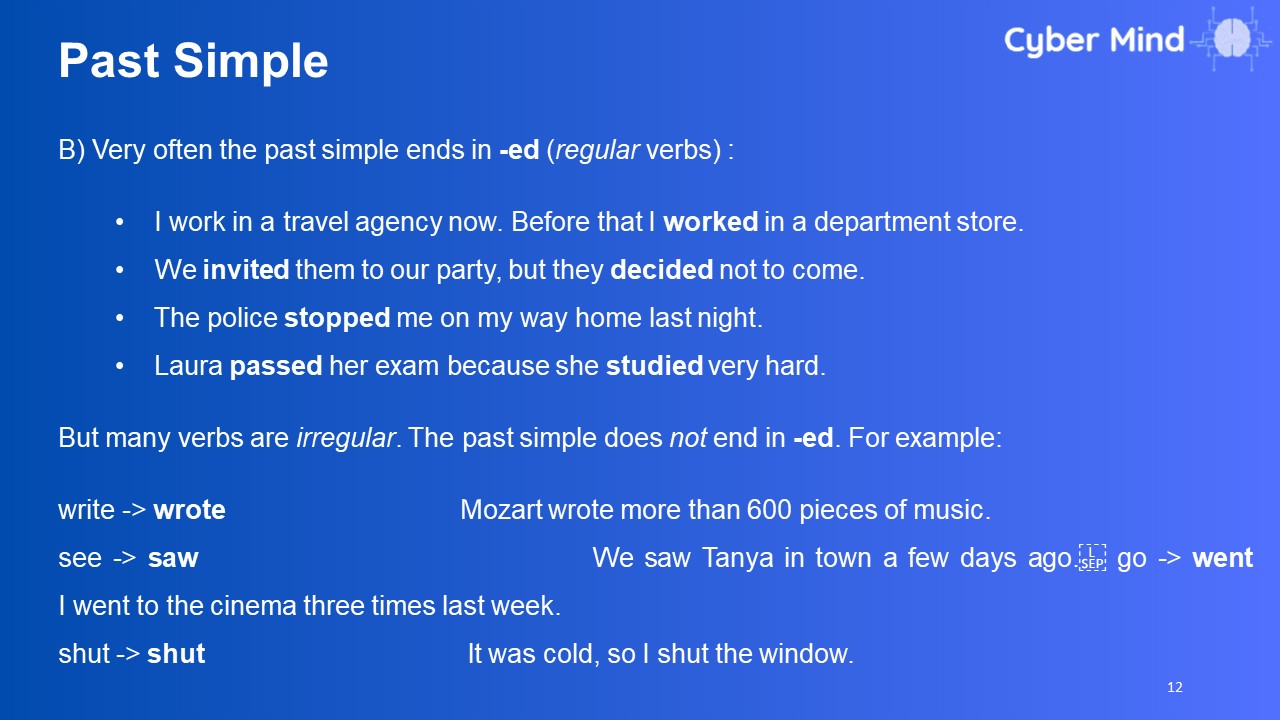 Past Simple
Cyber Mind
B) Very often the past simple ends in -ed (regular verbs) :
• I work in a travel agency now. Before that I worked in a department store.
• We invited them to our party, but they decided not to come.
• The police stopped me on my way home last night.
• Laura passed her exam because she studied very hard.
But many verbs are irregular. The past simple does not end in -ed. For example:
write -> wrote Mozart wrote more than 600 pieces of music.
see -> saw We saw Tanya in town a few days ago. L SEP go -> went
I went to the cinema three times last week.
shut -> shut It was cold, so I shut the window.
12